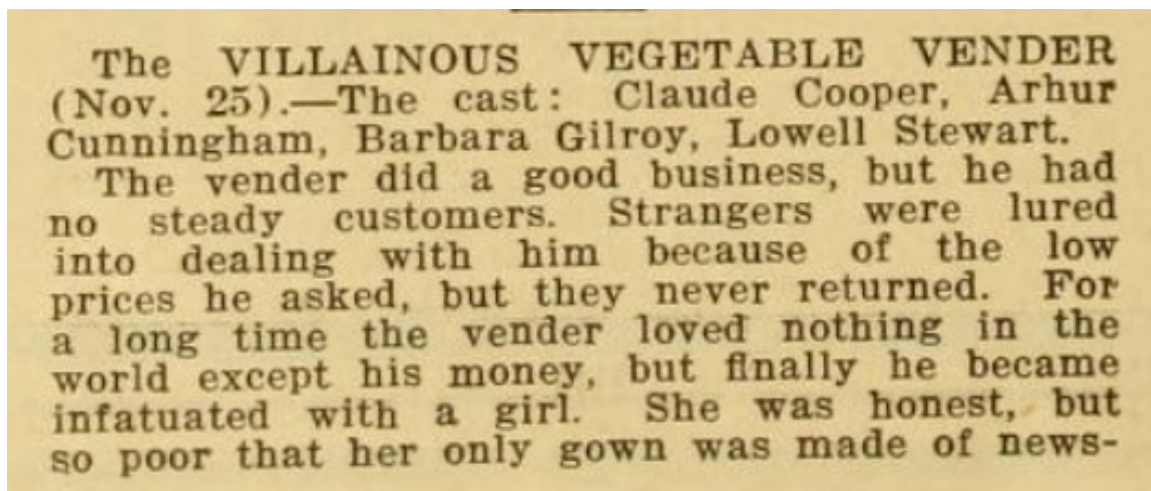 The VILLAINOUS VEGETABLE VENDER
(Nov. 25).—The cast: Claude Cooper, Arhur
Cunningham, Barbara Gilroy, Lowell Stewart.
The vender did a good business, but he had
no steady customers. Strangers were lured
into dealing with him because of the low
prices he asked, but they never returned. For
a long time the vender loved nothing in the
world except his money, but finally he became
infatuated with a girl. She was honest, but
so poor that her only gown was made of news-